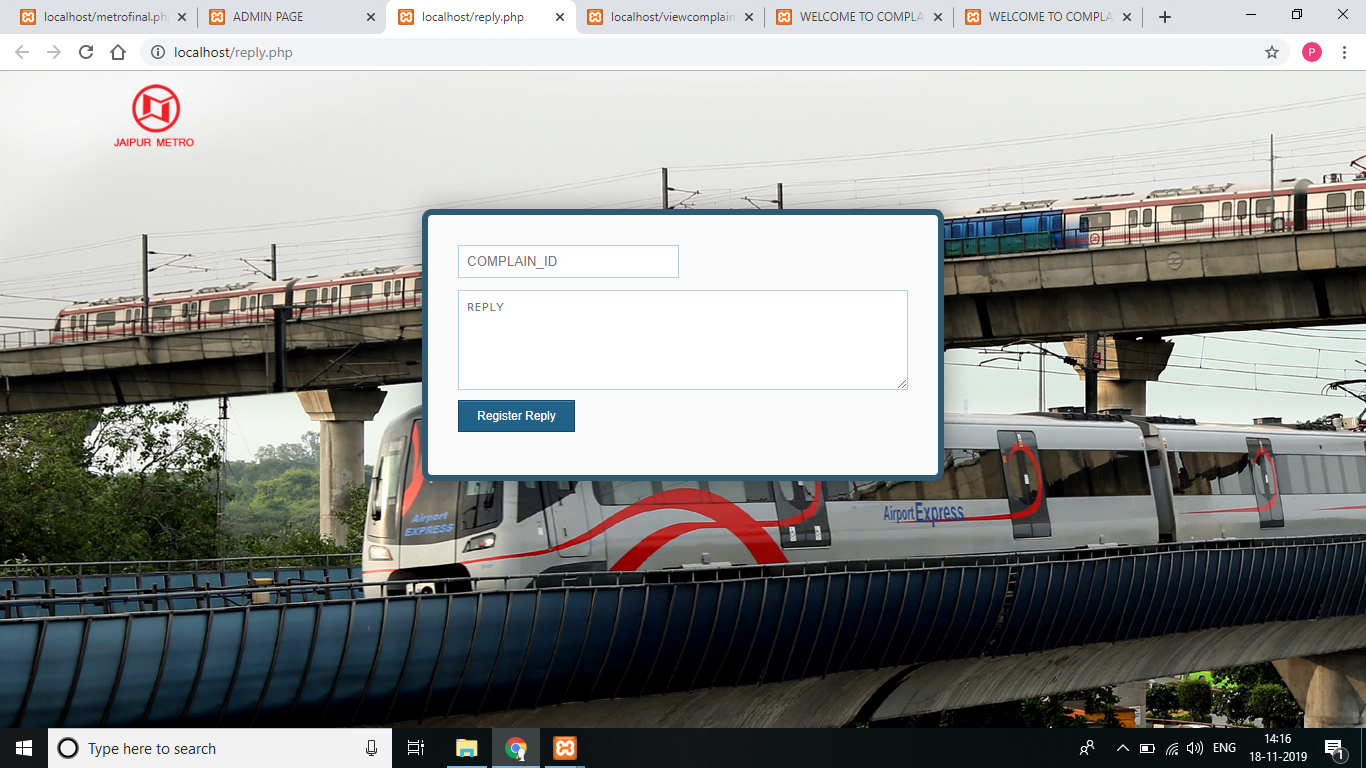 localhost/metrofinal.ph
ADMIN PAGE
localhost/reply.php
localhost/viewcomplain
WELCOME TO COMPLA
WELCOME TO COMPLA
localhost/reply.php
P
JAIPUR METRO
COMPLAIN_ID
REPLY
Register Reply
Airport
EXPRESS
AirportExpress
Type here to search
ENG
14:16
18-11-2019
1